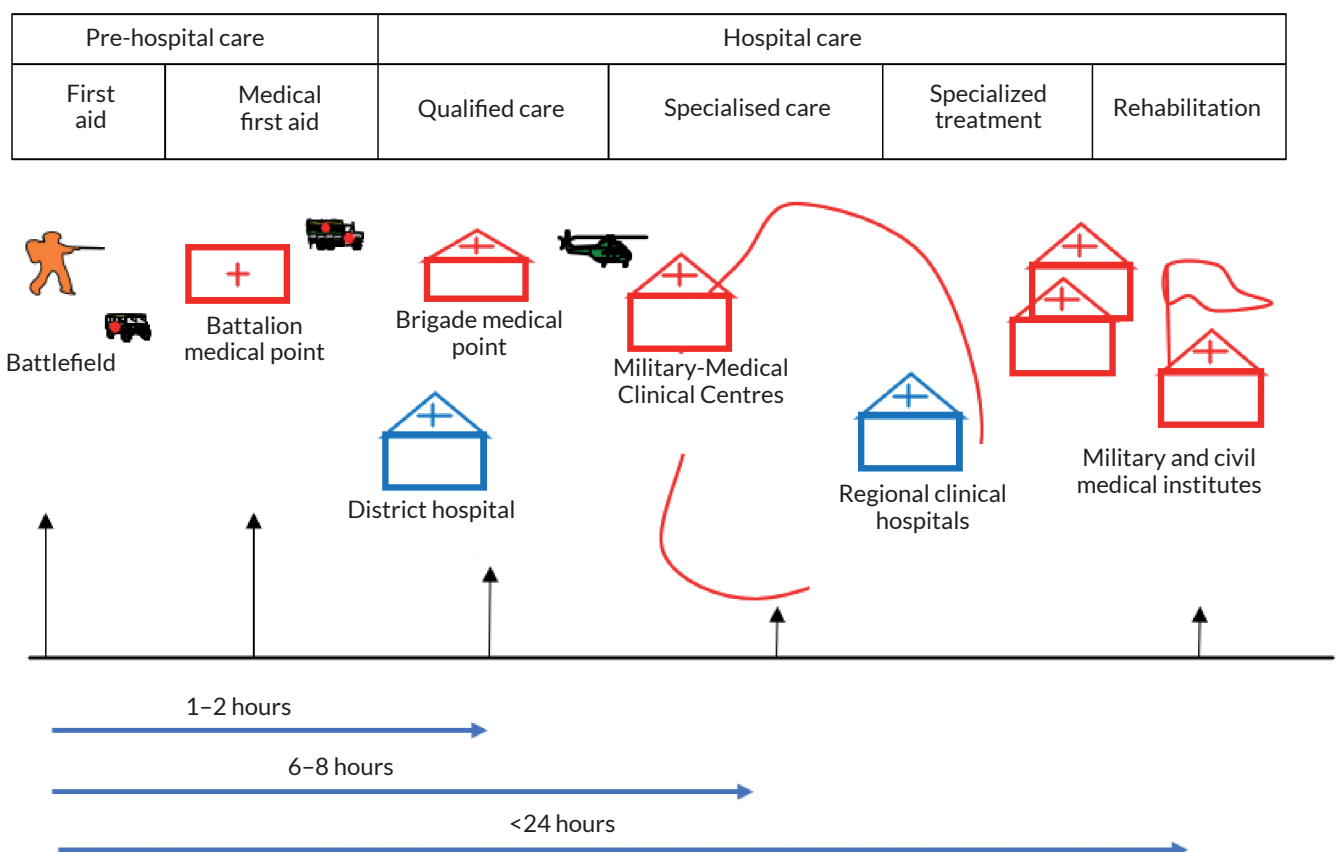 Pre-hospital care
Hospital care
First
aid
Medical
first aid
Qualified care
Specialised care
Specialized
treatment
Rehabilitation
Battlefield
Battalion
medical point
Brigade medical
point
District hospital
Military-Medical
Clinical Centres
Regional clinical
hospitals
Military and civil
medical institutes
1–2 hours
6–8 hours
<24 hours